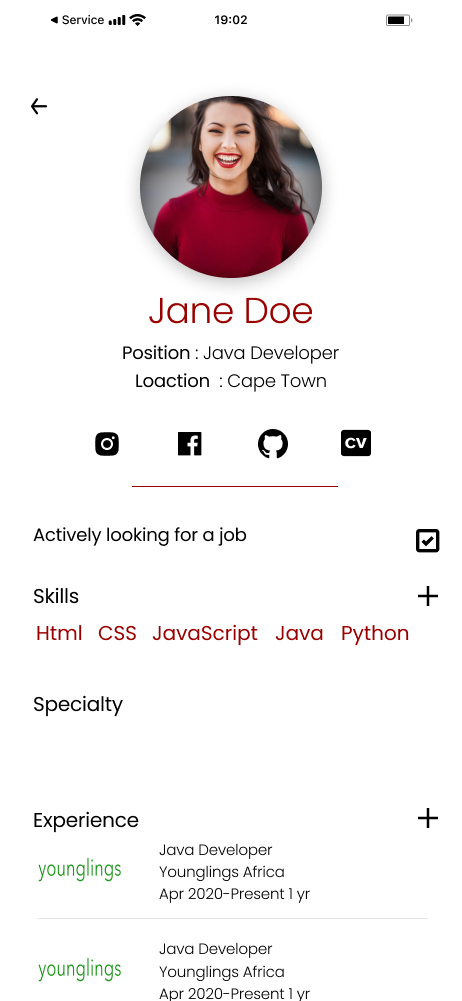 Service 19:02
Jane Doe
Position : Java Developer
Loaction : Cape Town
CV
Actively looking for a job
Skills
Html CSS JavaScript Java Python
Specialty
Experience
younglings
Java Developer
Younglings Africa
Apr 2020-Present 1 yr
younglings
Java Developer
Younglings Africa
Apr 2020-Present 1 yr